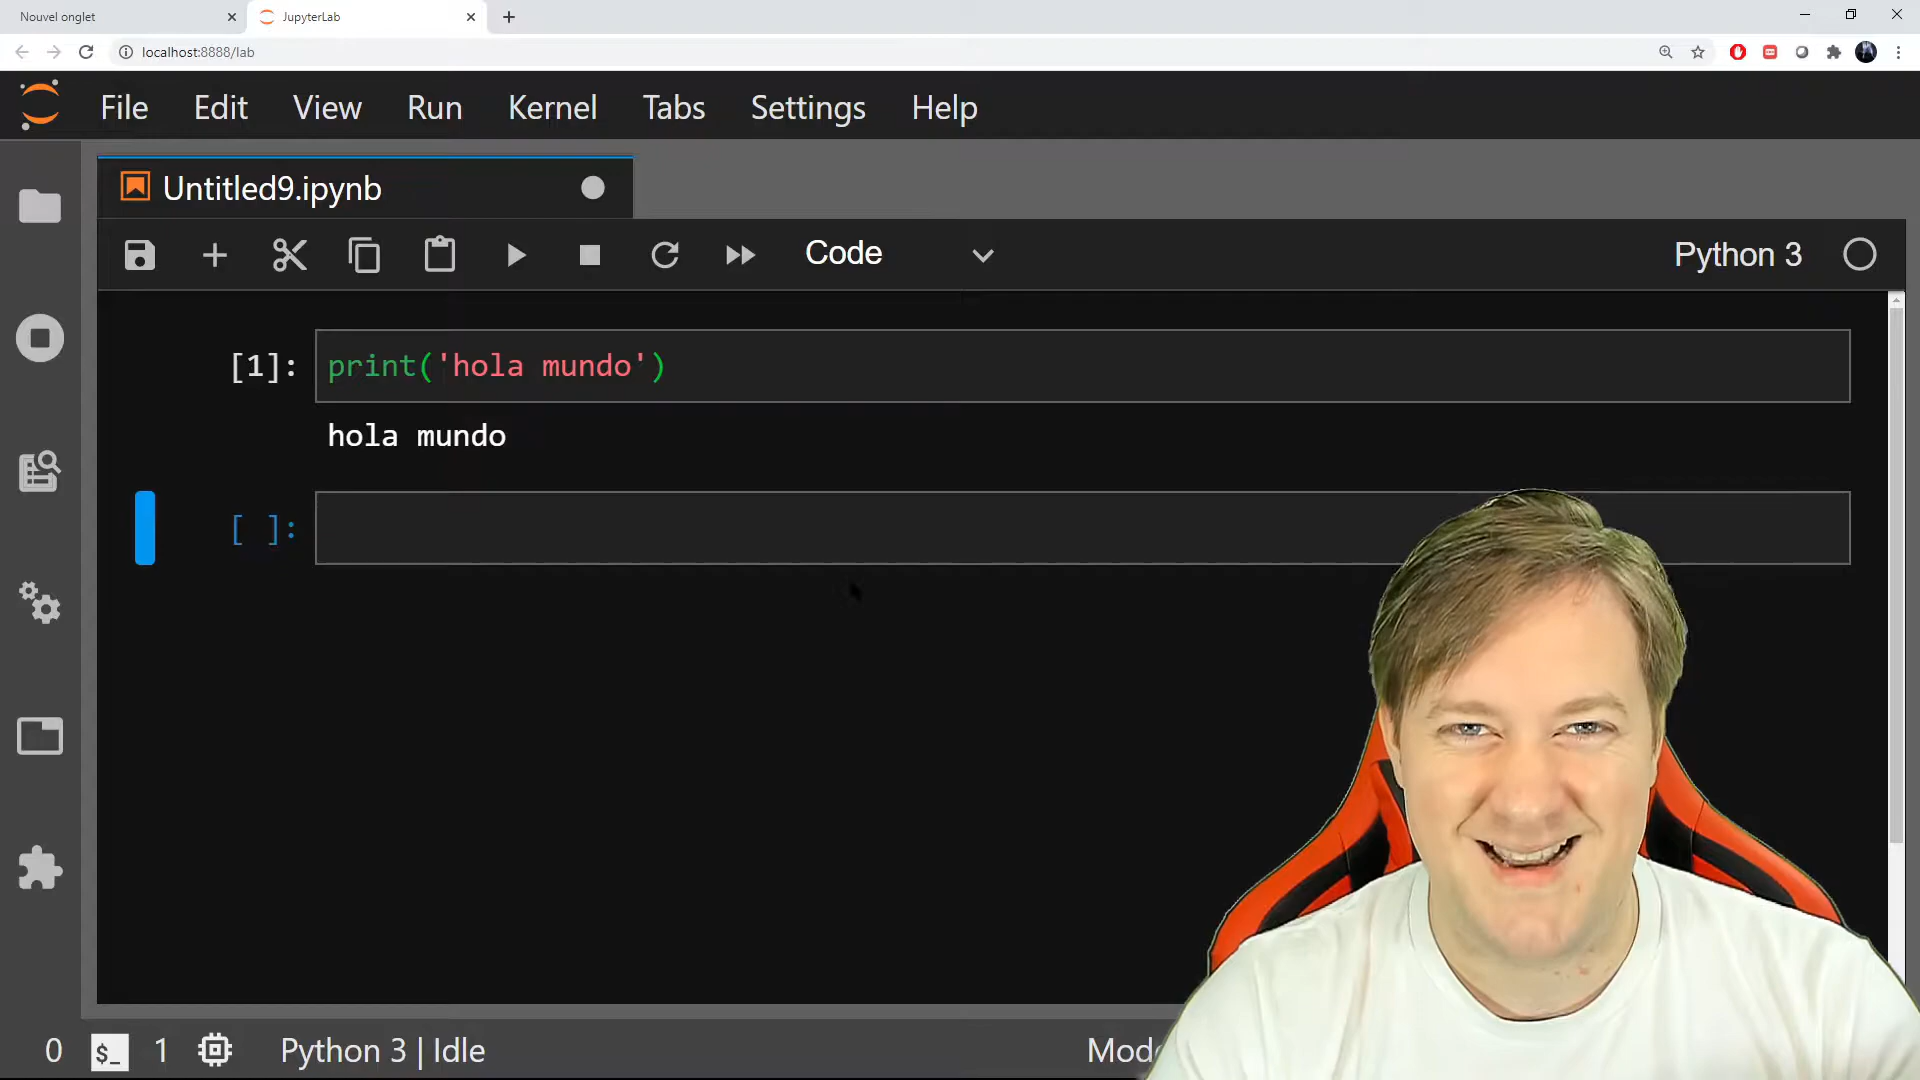 Nouvel onglet
JupyterLab
localhost:8888/lab
File Edit View Run Kernel Tabs Settings Help
Untitled9.ipynb
Code
Python 3
[1]: print('hola mundo')
hola mundo
[ ]:
0 $_ 1 Python 3 | Idle